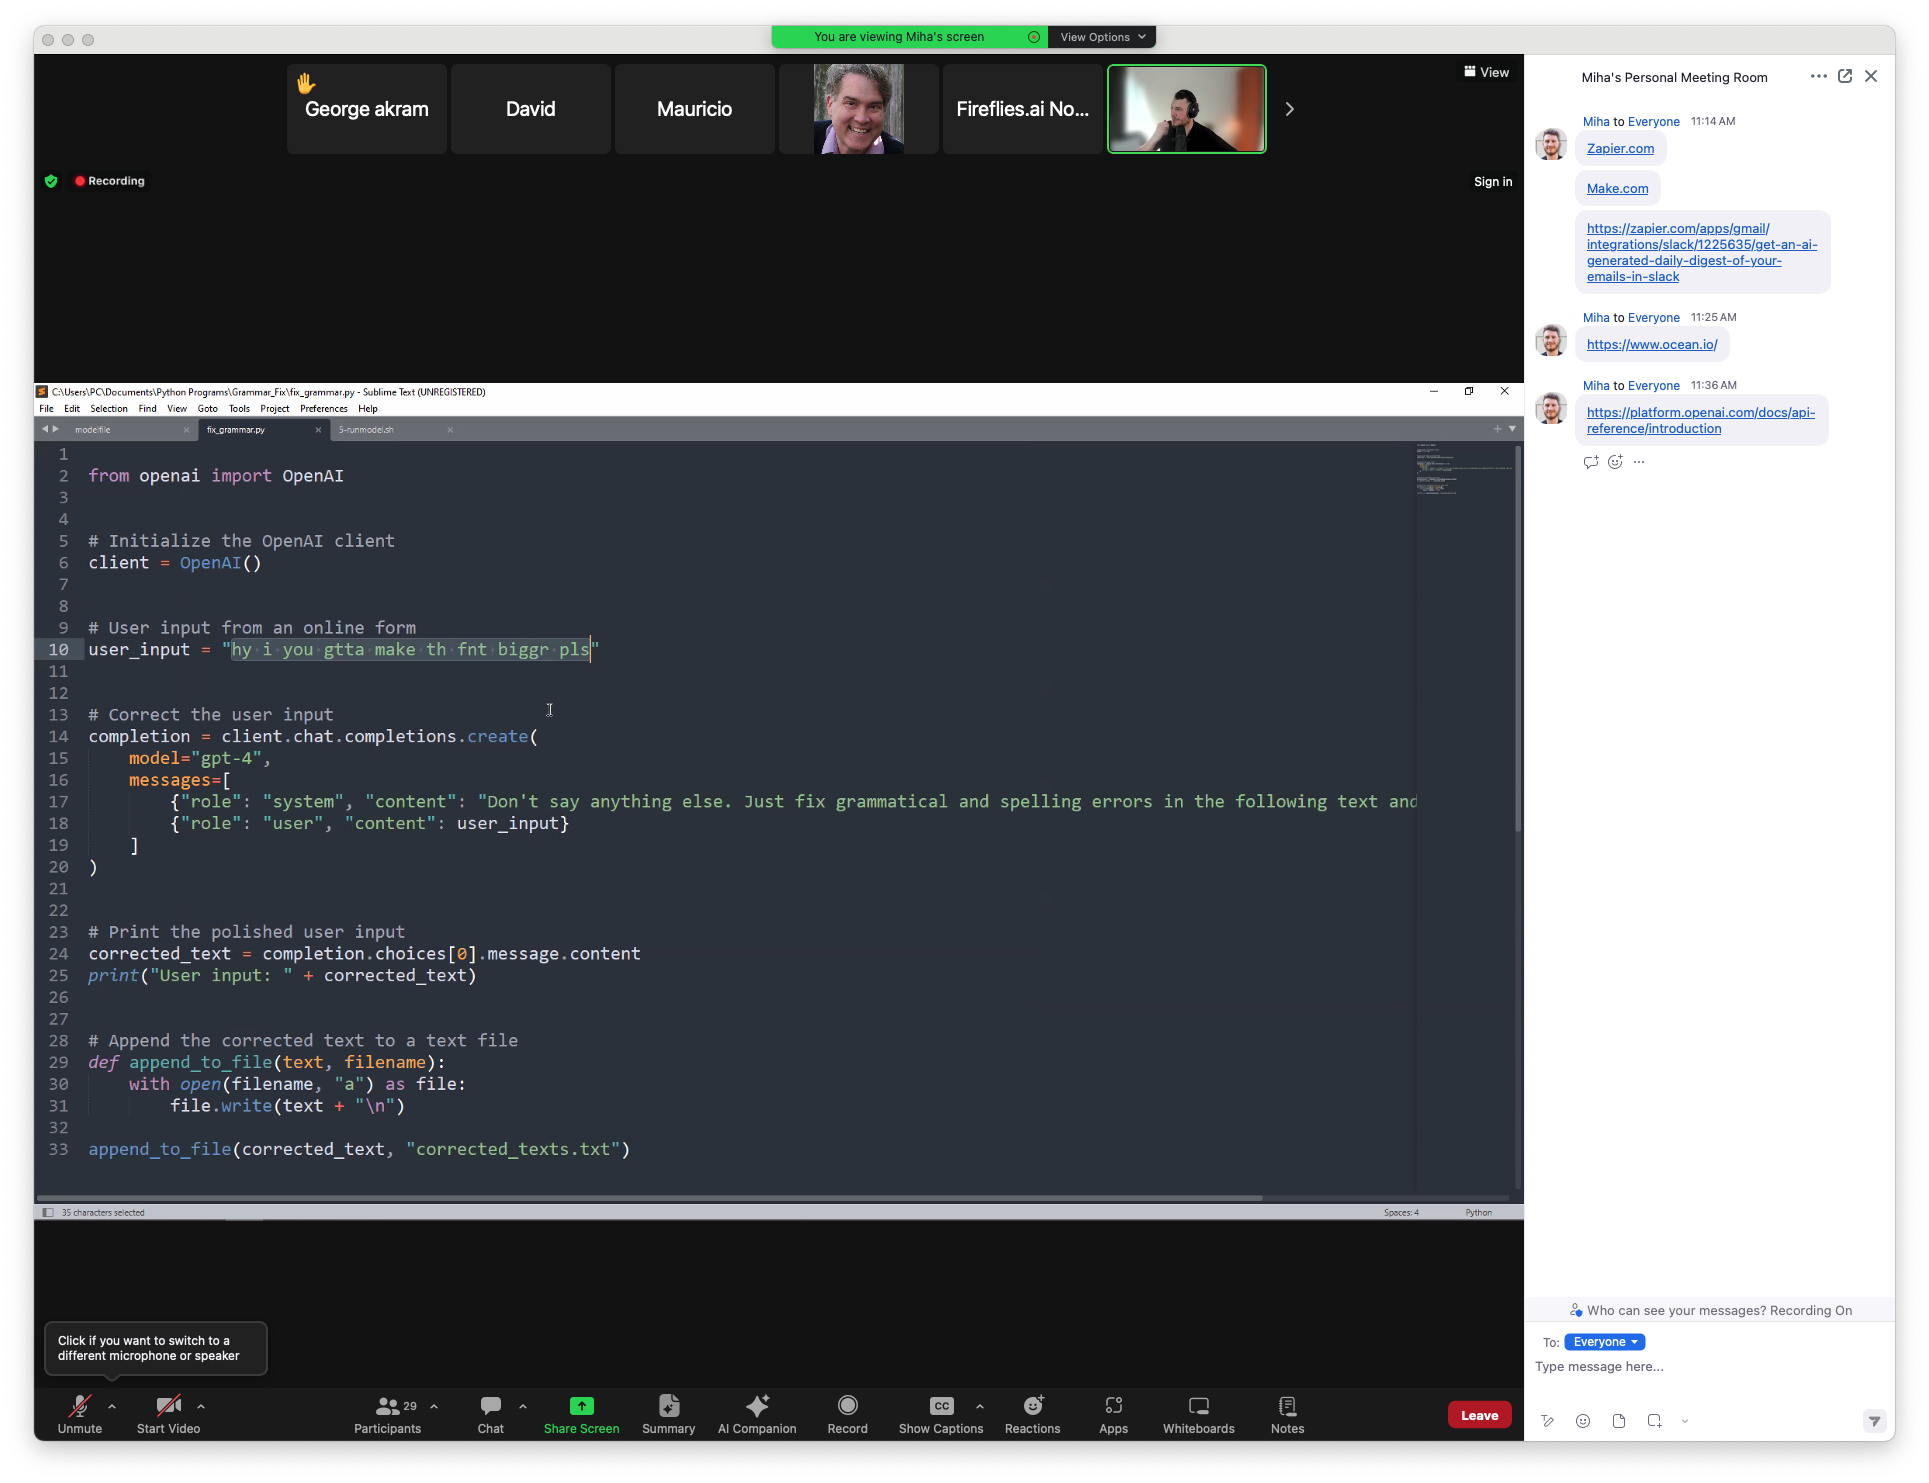 You are viewing Miha's screen
View Options
George akram
David
Mauricio
Fireflies.ai No...
View
Recording
Sign in
C:\Users\PC\Documents\Python Programs\Grammar_Fix\fix_grammar.py - Sublime Text (UNREGISTERED)
File Edit Selection Find View Goto Tools Project Preferences Help
modelfile
fix_grammar.py
5-runmodel.sh
1
2 from openai import OpenAI
3
4
5 # Initialize the OpenAI client
6 client = OpenAI()
7
8
9 # User input from an online form
10 user_input = "hy i you gtta make th fnt biggr pls"
11
12
13 # Correct the user input
14 completion = client.chat.completions.create(
15     model="gpt-4",
16     messages=[
17         {"role": "system", "content": "Don't say anything else. Just fix grammatical and spelling errors in the following text and
18         {"role": "user", "content": user_input}
19     ]
20 )
21
22
23 # Print the polished user input
24 corrected_text = completion.choices[0].message.content
25 print("User input: " + corrected_text)
26
27
28 # Append the corrected text to a text file
29 def append_to_file(text, filename):
30     with open(filename, "a") as file:
31         file.write(text + "\n")
32
33 append_to_file(corrected_text, "corrected_texts.txt")
35 characters selected
Spaces: 4
Python
Click if you want to switch to a
different microphone or speaker
Unmute
Start Video
29
Participants
Chat
Share Screen
Summary
AI Companion
Record
CC
Show Captions
Reactions
Apps
Whiteboards
Notes
Leave
Miha's Personal Meeting Room
Miha to Everyone 11:14 AM
Zapier.com
Make.com
https://zapier.com/apps/gmail/
integrations/slack/1225635/get-an-ai-
generated-daily-digest-of-your-
emails-in-slack
Miha to Everyone 11:25 AM
https://www.ocean.io/
Miha to Everyone 11:36 AM
https://platform.openai.com/docs/api-
reference/introduction
Who can see your messages? Recording On
To: Everyone
Type message here...